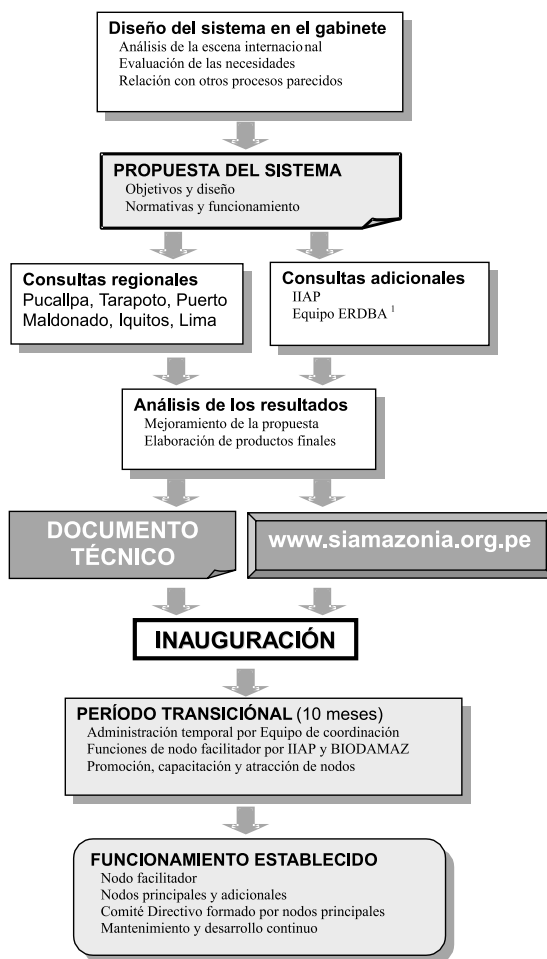 Diseño del sistema en el gabinete
Análisis de la escena internacional
Evaluación de las necesidades
Relación con otros procesos parecidos
PROPUESTA DEL SISTEMA
Objetivos y diseño
Normativas y funcionamiento
Consultas regionales
Pucallpa, Tarapoto, Puerto
Maldonado, Iquitos, Lima
Consultas adicionales
IIAP
Equipo ERDBA 1
Análisis de los resultados
Mejoramiento de la propuesta
Elaboración de productos finales
DOCUMENTO
TÉCNICO
www.siamazonia.org.pe
INAUGURACIÓN
PERÍODO TRANSICIÓNAL (10 meses)
Administración temporal por Equipo de coordinación
Funciones de nodo facilitador por IIAP y BIODAMAZ
Promoción, capacitación y atracción de nodos
FUNCIONAMIENTO ESTABLECIDO
Nodo facilitador
Nodos principales y adicionales
Comité Directivo formado por nodos principales
Mantenimiento y desarrollo continuo